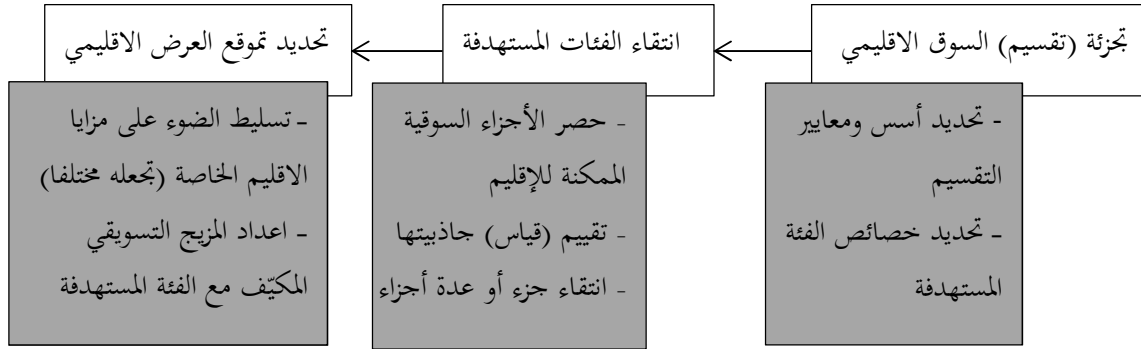 تجزئة (تقسيم) السوق الاقليمي
- تحديد أسس ومعايير
التقسيم
- تحديد خصائص الفئة
المستهدفة
انتقاء الفئات المستهدفة
- حصر الأجزاء السوقية
الممكنة للإقليم
- تقييم (قياس) جاذبيتها
- انتقاء جزء أو عدة أجزاء
تحديد تموقع العرض الاقليمي
- تسليط الضوء على مزايا
الاقليم الخاصة (تجعله مختلفا)
- اعداد المزيج التسويقي
المكيّف مع الفئة المستهدفة